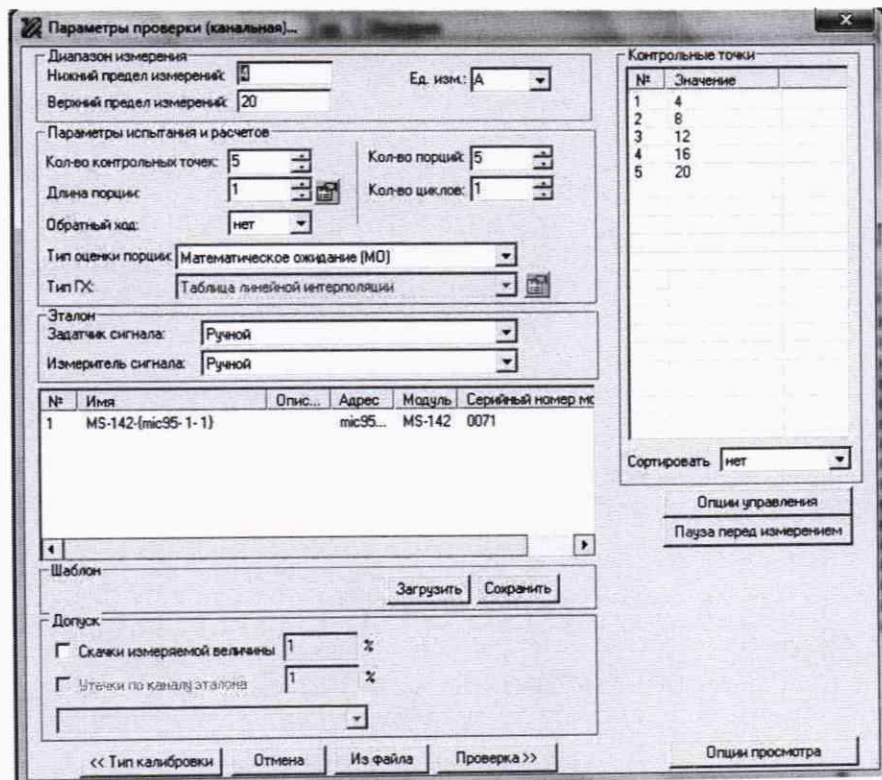 Параметры проверки (канальная)...
Диапазон измерения
Нижний предел измерений: 4
Ед. изм.: А
Верхний предел измерений: 20
Параметры испытания и расчетов
Кол-во контрольных точек: 5
Кол-во порций: 5
Длина порции: 1
Кол-во циклов: 1
Обратный ход: нет
Тип оценки порции: Математическое ожидание (МО)
Тип ГХ: Таблица линейной интерполяции
Эталон
Задатчик сигнала: Ручной
Измеритель сигнала: Ручной
№ Имя Опис... Адрес Модуль Серийный номер мо
1 MS-142-{mic95- 1- 1} mic95... MS-142 0071
Шаблон
Загрузить Сохранить
Допуск
Скачки измеряемой величины 1 %
Утечки по каналу эталона 1 %
<< Тип калибровки Отмена Из файла Проверка >>
Контрольные точки
№ Значение
1 4
2 8
3 12
4 16
5 20
Сортировать нет
Опции управления
Пауза перед измерением
Опции просмотра